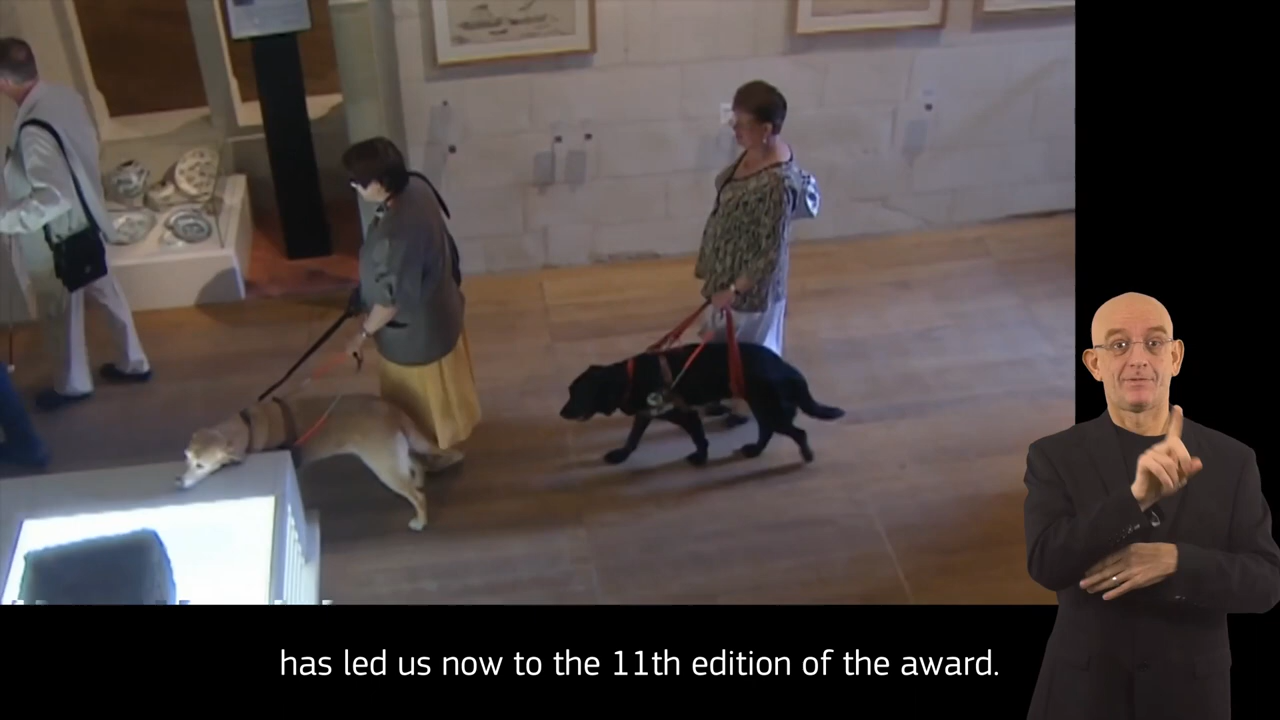 has led us now to the 11th edition of the award.